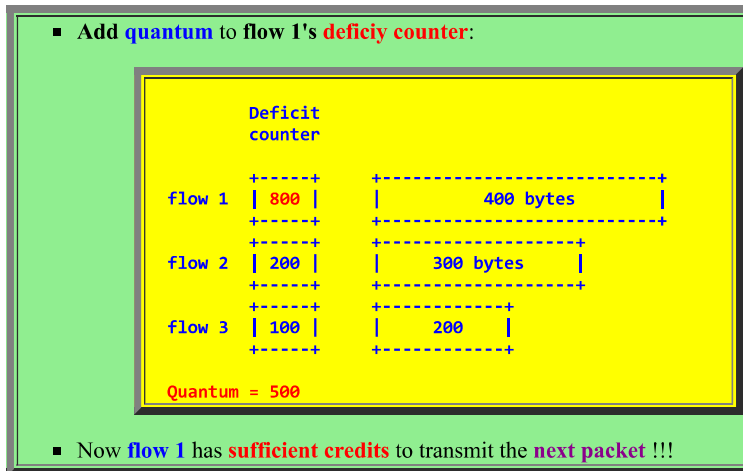 Add quantum to flow 1's deficiy counter:
Deficit
counter
+-----+ +----------------------------+
flow 1 | 800 | | 400 bytes |
+-----+ +----------------------------+
+-----+ +-------------------+
flow 2 | 200 | | 300 bytes |
+-----+ +-------------------+
+-----+ +------------+
flow 3 | 100 | | 200 |
+-----+ +------------+
Quantum = 500
Now flow 1 has sufficient credits to transmit the next packet !!!